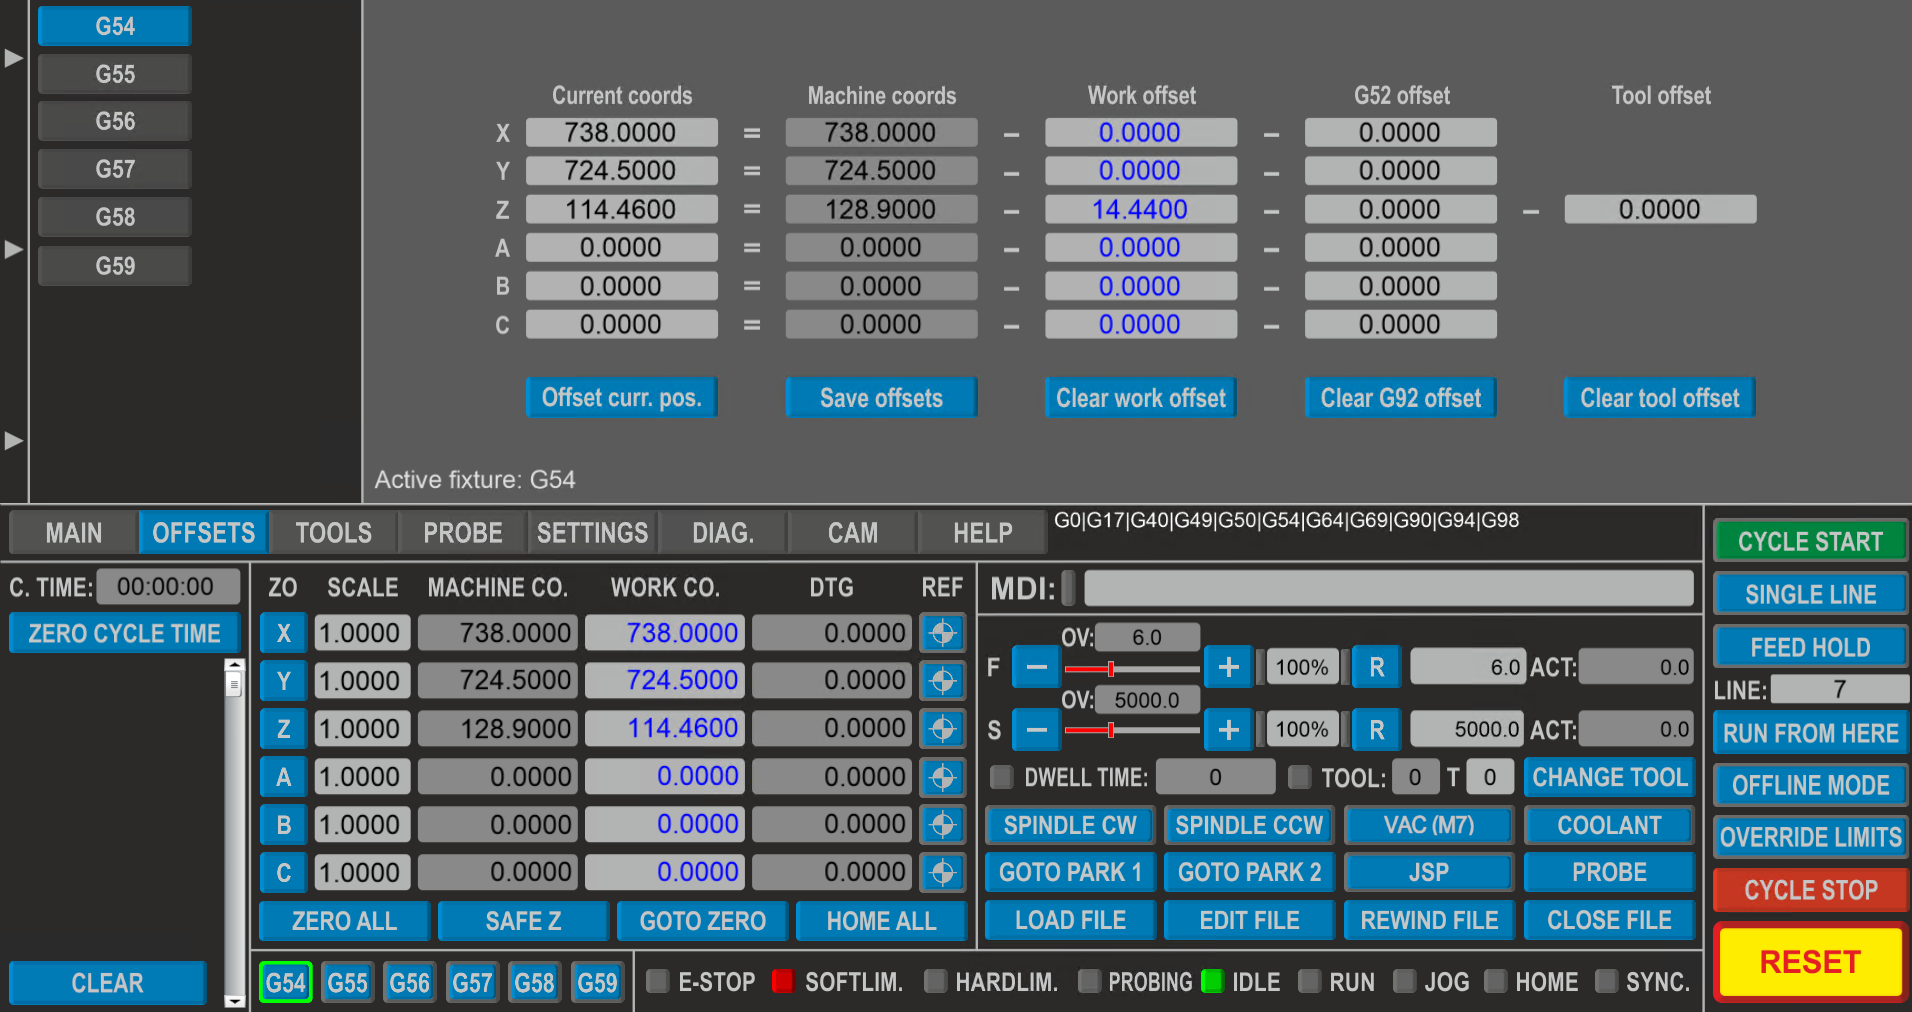 G54
G55
G56
G57
G58
G59
Current coords Machine coords Work offset G52 offset Tool offset
X 738.0000 = 738.0000 – 0.0000 – 0.0000
Y 724.5000 = 724.5000 – 0.0000 – 0.0000
Z 114.4600 = 128.9000 – 14.4400 – 0.0000 – 0.0000
A 0.0000 = 0.0000 – 0.0000 – 0.0000
B 0.0000 = 0.0000 – 0.0000 – 0.0000
C 0.0000 = 0.0000 – 0.0000 – 0.0000
Offset curr. pos. Save offsets Clear work offset Clear G92 offset Clear tool offset
Active fixture: G54
MAIN OFFSETS TOOLS PROBE SETTINGS DIAG. CAM HELP
G0|G17|G40|G49|G50|G54|G64|G69|G90|G94|G98
C. TIME: 00:00:00
ZERO CYCLE TIME
CLEAR
ZO SCALE MACHINE CO. WORK CO. DTG REF
X 1.0000 738.0000 738.0000 0.0000
Y 1.0000 724.5000 724.5000 0.0000
Z 1.0000 128.9000 114.4600 0.0000
A 1.0000 0.0000 0.0000 0.0000
B 1.0000 0.0000 0.0000 0.0000
C 1.0000 0.0000 0.0000 0.0000
ZERO ALL SAFE Z GOTO ZERO HOME ALL
G54 G55 G56 G57 G58 G59
MDI:
OV: 6.0
F – + 100% R 6.0 ACT: 0.0
OV: 5000.0
S – + 100% R 5000.0 ACT: 0.0
DWELL TIME: 0 TOOL: 0 T 0 CHANGE TOOL
SPINDLE CW SPINDLE CCW VAC (M7) COOLANT
GOTO PARK 1 GOTO PARK 2 JSP PROBE
LOAD FILE EDIT FILE REWIND FILE CLOSE FILE
E-STOP SOFTLIM. HARDLIM. PROBING IDLE RUN JOG HOME SYNC.
CYCLE START
SINGLE LINE
FEED HOLD
LINE: 7
RUN FROM HERE
OFFLINE MODE
OVERRIDE LIMITS
CYCLE STOP
RESET